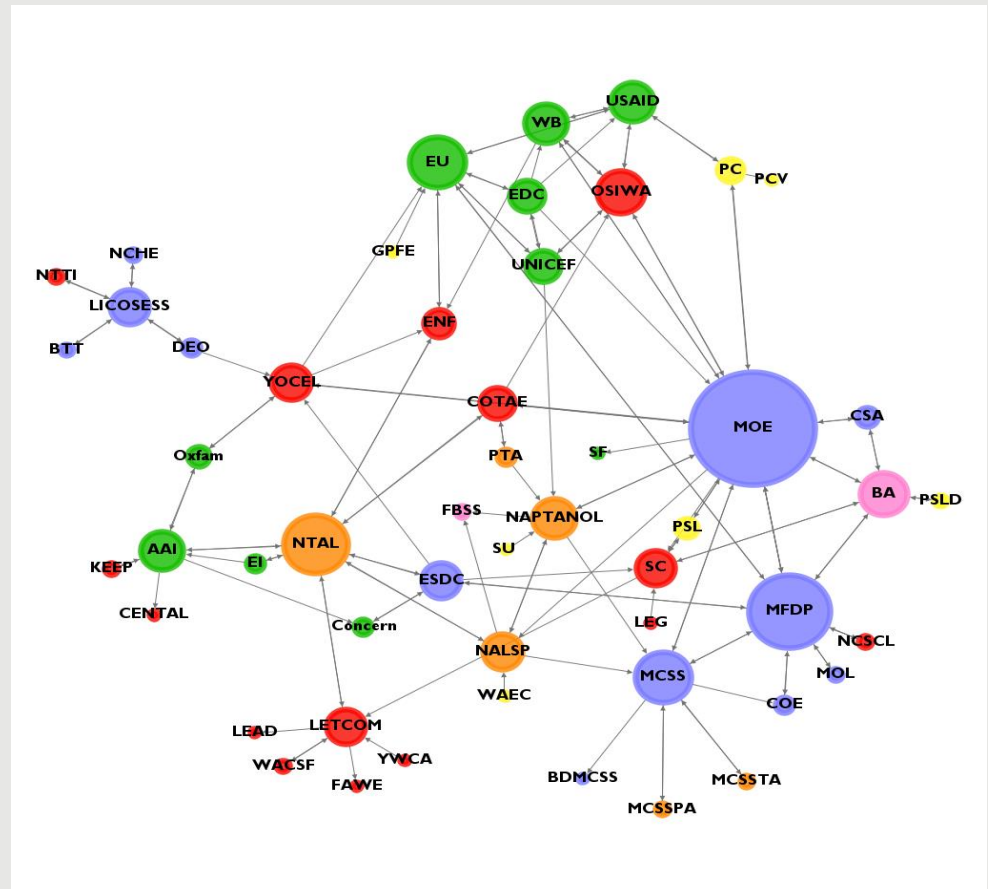 USAID
WB
EU
PC
PCV
EDC
OSIWA
GPFE
NCHE
UNICEF
NTTI
LICOSESS
ENF
BTT
DEO
YOCEL
COTAE
MOE
CSA
SF
PTA
Oxfam
BA
PSLD
FBSS
NAPTANOL
PSL
SU
NTAL
AAI
EI
KEEP
ESDC
SC
CENTAL
Concern
LEG
MFDP
NCSCL
NALSP
MCSS
MOL
WAEC
COE
LEAD
LETCOM
WACSF
YWCA
FAWE
BDMCSS
MCSSTA
MCSSPA